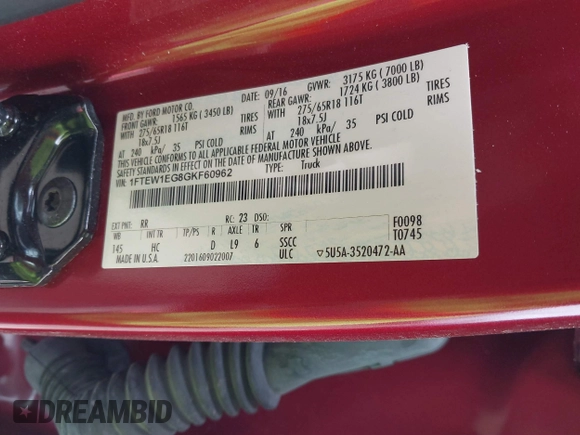 MFD. BY FORD MOTOR CO.
09/16 GVWR: 3175 KG ( 7000 LB)
FRONT GAWR: 1565 KG ( 3450 LB) REAR GAWR: 1724 KG ( 3800 LB)
WITH 275/65R18 116T TIRES WITH 275/65R18 116T TIRES
18x7.5J RIMS 18x7.5J RIMS
AT 240 kPa/ 35 PSI COLD AT 240 kPa/ 35 PSI COLD
THIS VEHICLE CONFORMS TO ALL APPLICABLE FEDERAL MOTOR VEHICLE
SAFETY STANDARDS IN EFFECT ON THE DATE OF MANUFACTURE SHOWN ABOVE
VIN: 1FTEW1EG8GKF60962 TYPE: Truck
EXT PNT: RR RC: 23 DSO: F0098
WB INT TR TP/PS R AXLE TR SPR T0745
145 HC D L9 6 SSCC
MADE IN U.S.A. 2201609022007 ULC ▽5U5A-3520472-AA
DREAMBID